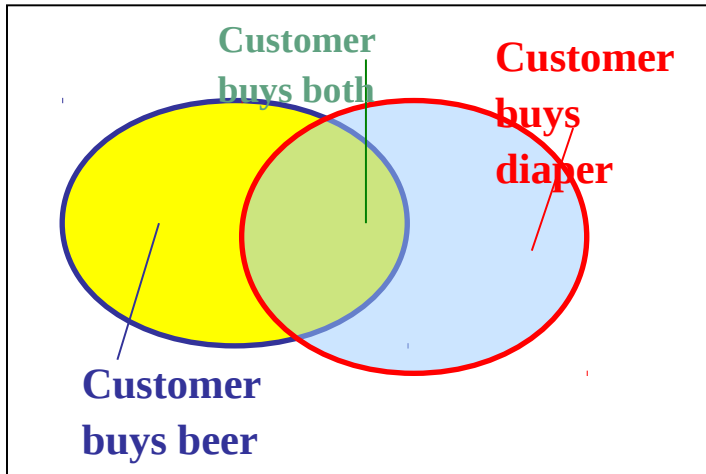 Customer
buys both
Customer
buys
diaper
Customer
buys beer